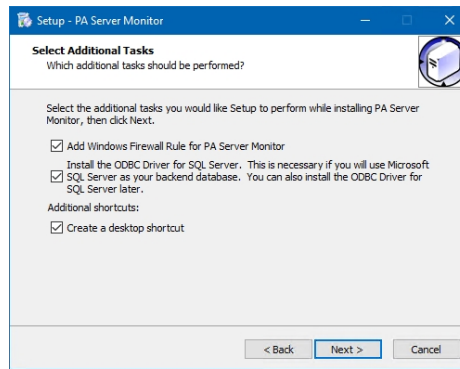 Setup - PA Server Monitor
Select Additional Tasks
Which additional tasks should be performed?
Select the additional tasks you would like Setup to perform while installing PA Server
Monitor, then click Next.
Add Windows Firewall Rule for PA Server Monitor
Install the ODBC Driver for SQL Server. This is necessary if you will use Microsoft
SQL Server as your backend database. You can also install the ODBC Driver for
SQL Server later.
Additional shortcuts:
Create a desktop shortcut
< Back Next > Cancel